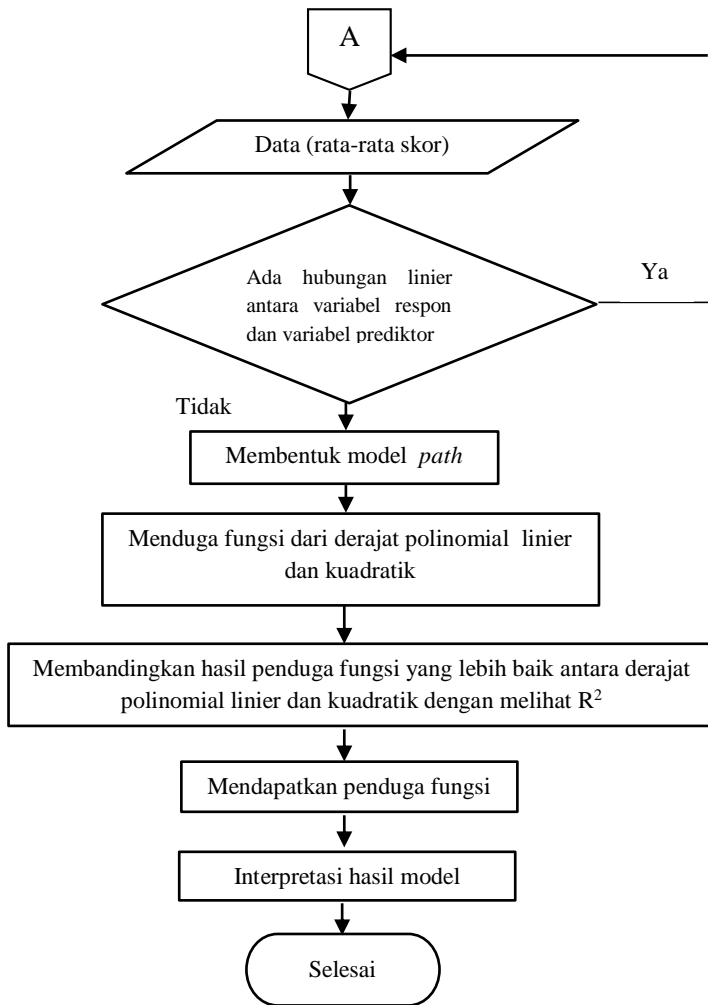 A
Data (rata-rata skor)
Ada hubungan linier
antara variabel respon
dan variabel prediktor
Ya
Tidak
Membentuk model path
Menduga fungsi dari derajat polinomial linier
dan kuadratik
Membandingkan hasil penduga fungsi yang lebih baik antara derajat
polinomial linier dan kuadratik dengan melihat R²
Mendapatkan penduga fungsi
Interpretasi hasil model
Selesai